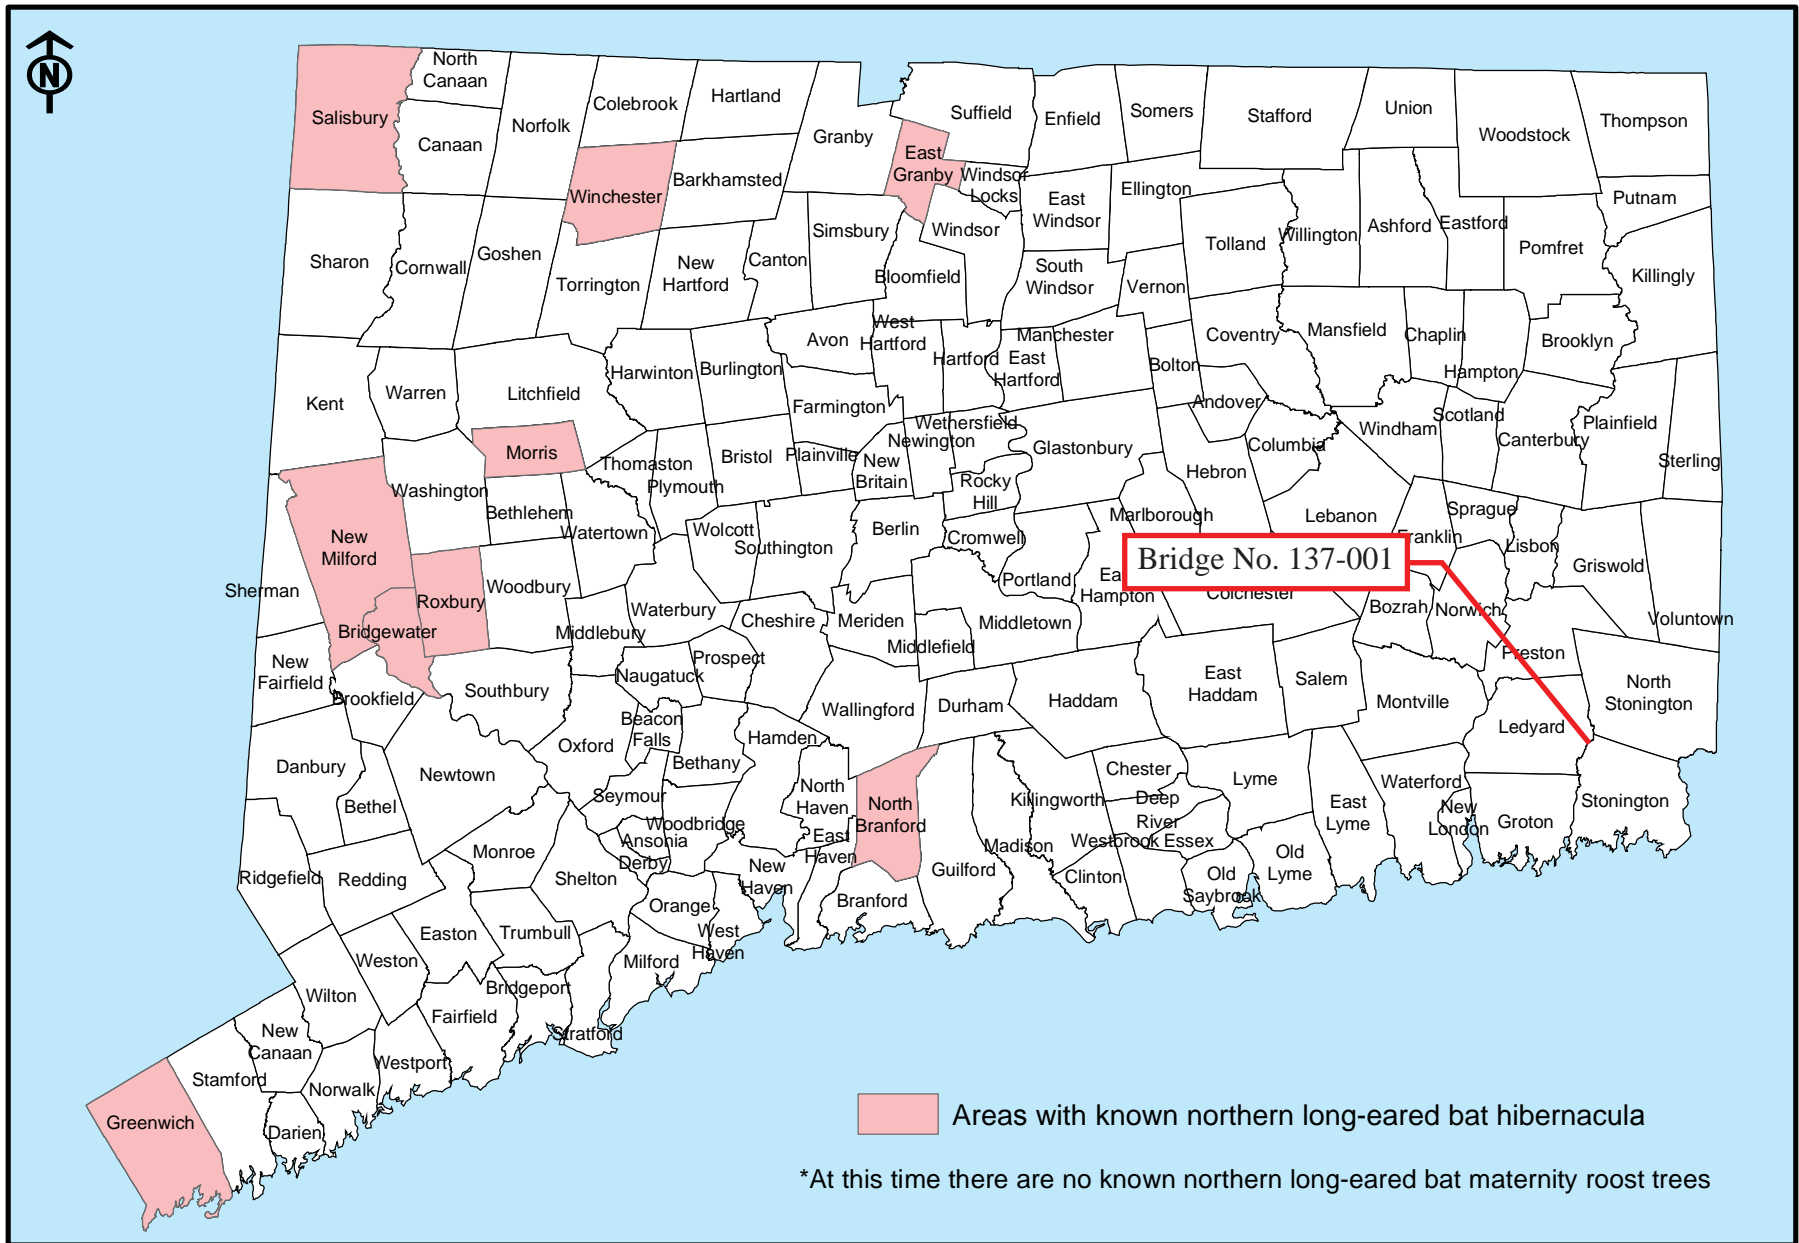 N
North
Canaan
Salisbury
Canaan
Norfolk
Colebrook
Hartland
Granby
Suffield
Enfield
Somers
Stafford
Union
Woodstock
Thompson
East
Granby
Windsor
Locks
Winchester
Barkhamsted
East
Windsor
Ellington
Putnam
Sharon
Cornwall
Goshen
Torrington
New
Hartford
Canton
Simsbury
Bloomfield
Windsor
South
Windsor
Vernon
Tolland
Willington
Ashford
Eastford
Pomfret
Killingly
Kent
Warren
Litchfield
Harwinton
Burlington
Avon
West
Hartford
Hartford
East
Hartford
Manchester
Bolton
Coventry
Mansfield
Chaplin
Hampton
Brooklyn
Andover
Farmington
Wethersfield
Newington
Glastonbury
Hebron
Columbia
Windham
Scotland
Canterbury
Plainfield
Sterling
Morris
Thomaston
Plymouth
Bristol
Plainville
New
Britain
Rocky
Hill
Washington
Bethlehem
Watertown
Wolcott
Southington
Berlin
Cromwell
Marlborough
Lebanon
Franklin
Sprague
Lisbon
Griswold
Voluntown
Bridge No. 137-001
New
Milford
Sherman
Roxbury
Woodbury
Bridgewater
Middlebury
Waterbury
Cheshire
Meriden
Middlefield
Middletown
Portland
East
Hampton
Colchester
Bozrah
Norwich
Preston
New
Fairfield
Brookfield
Southbury
Naugatuck
Prospect
Wallingford
Durham
Haddam
East
Haddam
Salem
Montville
Ledyard
North
Stonington
Danbury
Bethel
Newtown
Oxford
Beacon
Falls
Bethany
Hamden
Seymour
North
Haven
North
Branford
Killingworth
Chester
Deep
River
Lyme
East
Lyme
Waterford
New
London
Groton
Stonington
Ridgefield
Redding
Monroe
Shelton
Ansonia
Derby
Woodbridge
New
Haven
East
Haven
Branford
Guilford
Madison
Clinton
Westbrook
Essex
Old
Saybrook
Old
Lyme
Easton
Trumbull
Orange
West
Haven
Milford
Weston
Wilton
Bridgeport
Stratford
Fairfield
Westport
New
Canaan
Norwalk
Stamford
Darien
Greenwich
Areas with known northern long-eared bat hibernacula
*At this time there are no known northern long-eared bat maternity roost trees